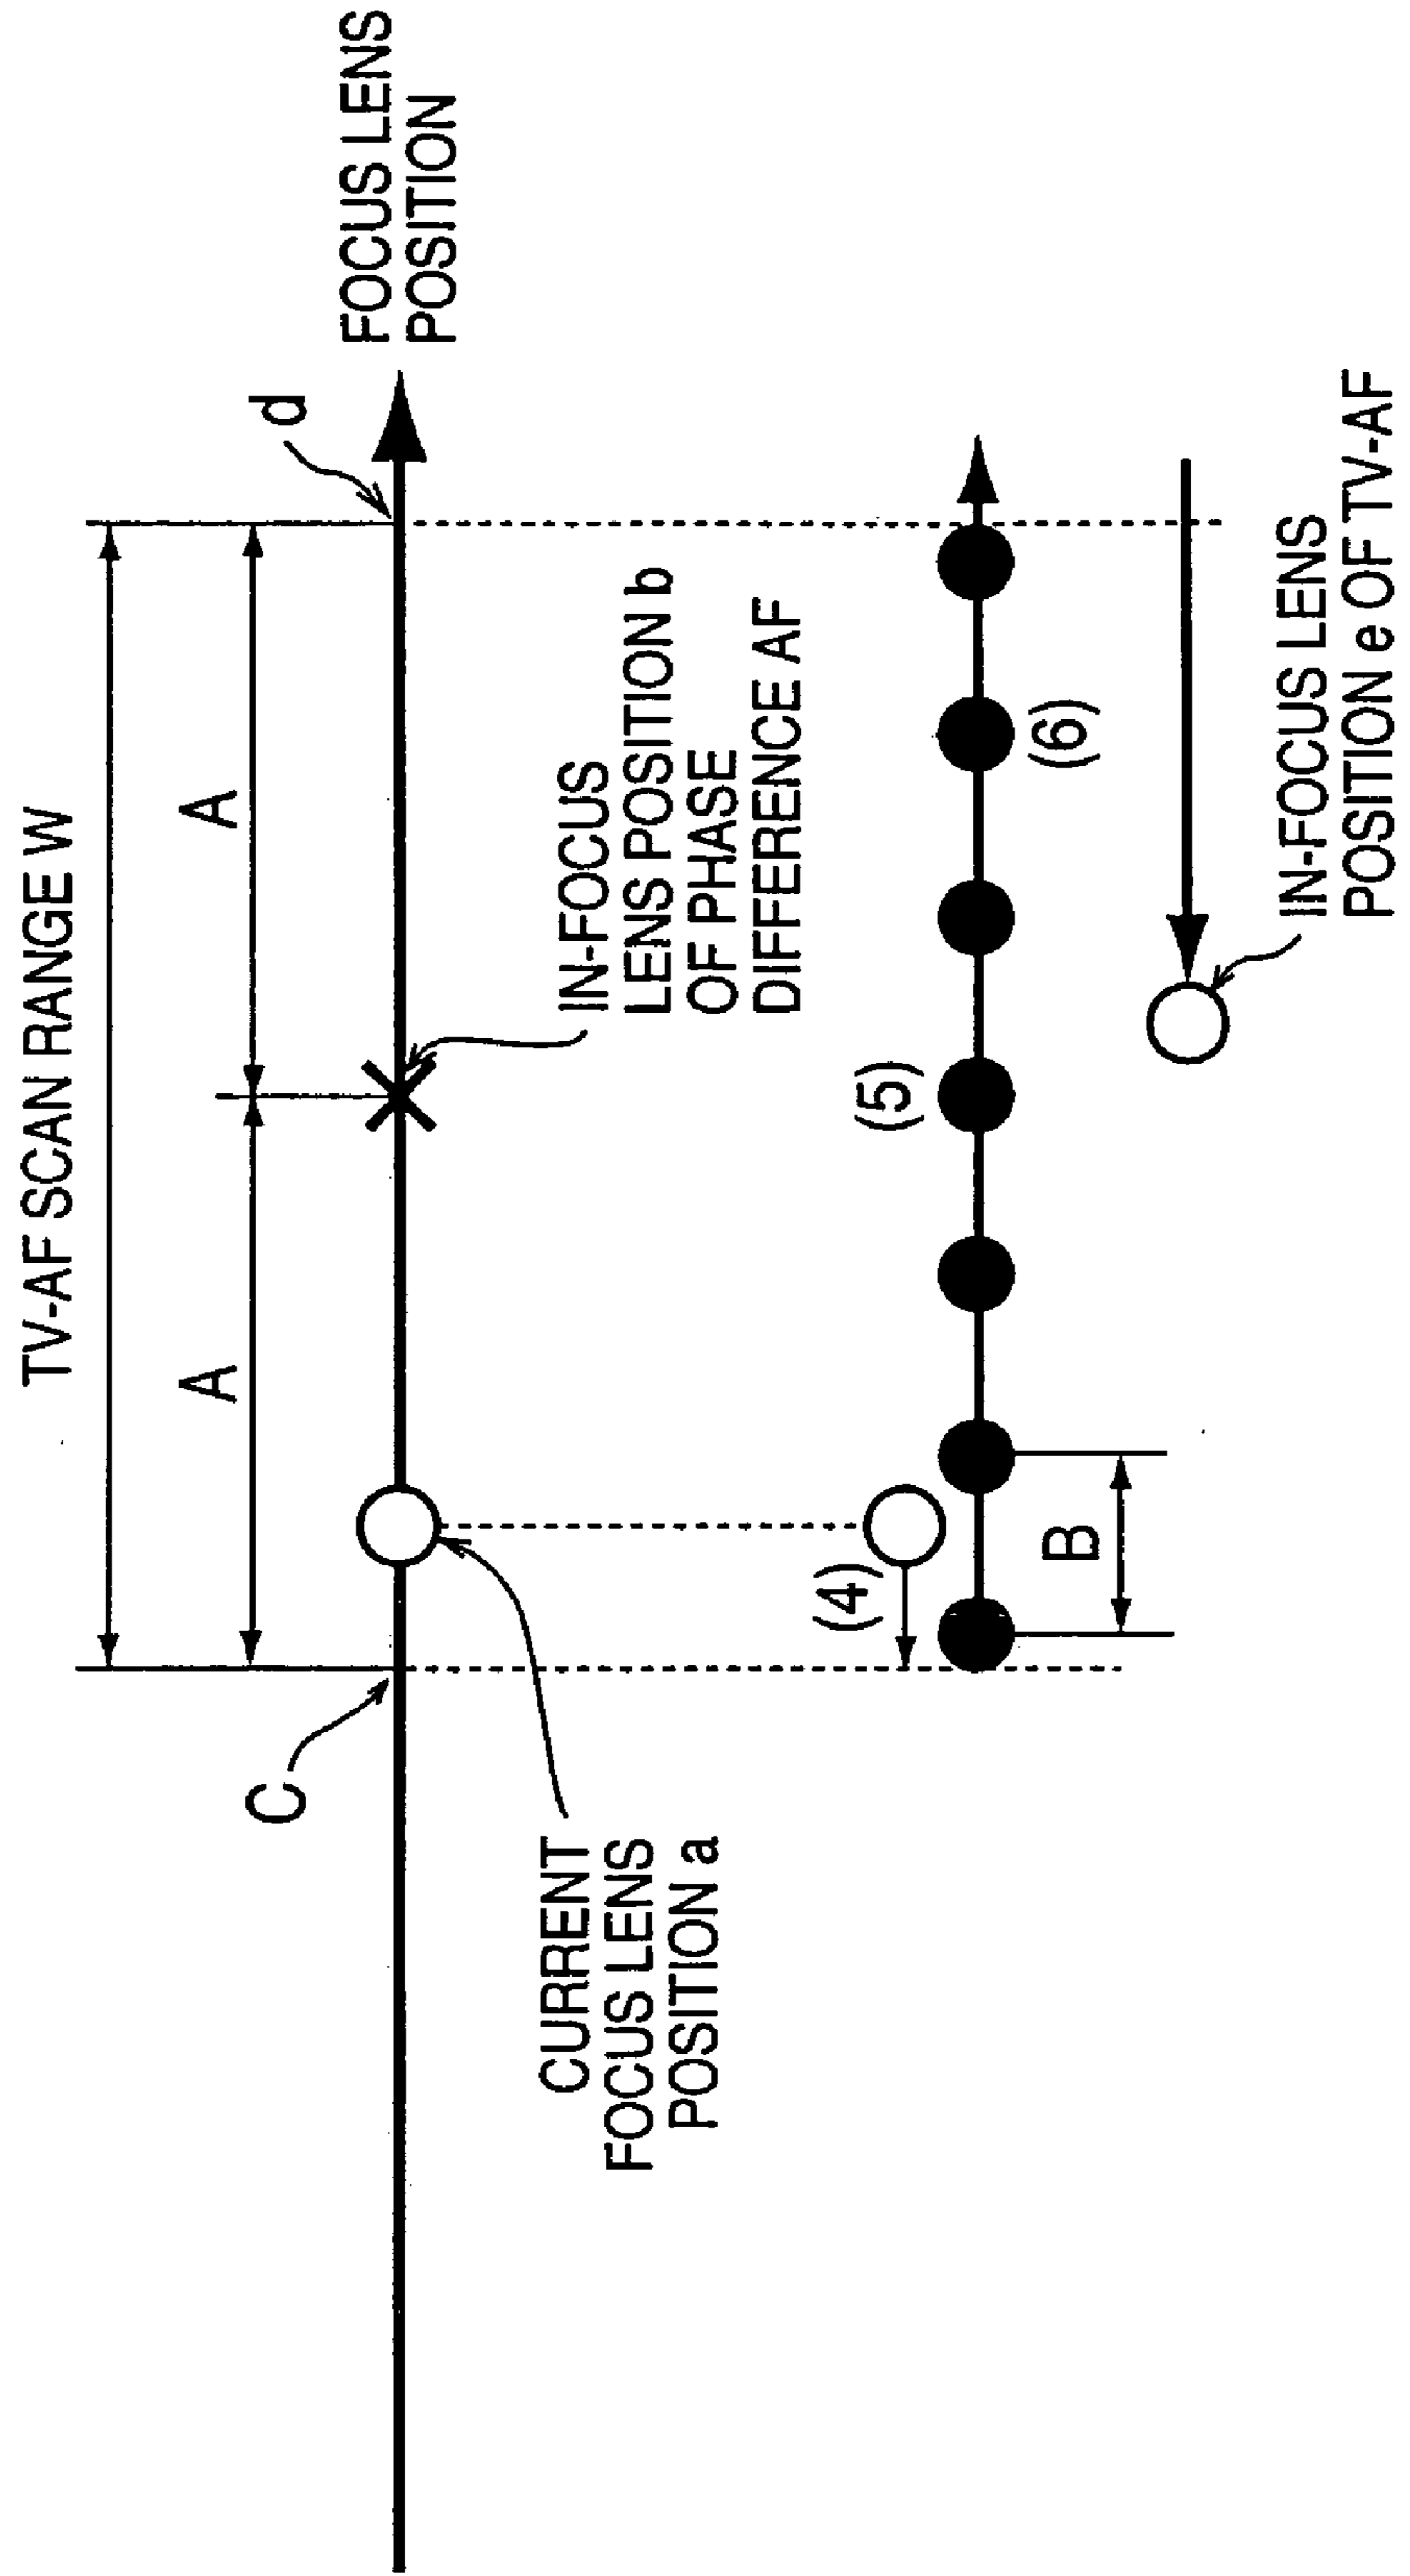 TV-AF SCAN RANGE W
A
A
C
d
FOCUS LENS
POSITION
CURRENT
FOCUS LENS
POSITION a
IN-FOCUS
LENS POSITION b
OF PHASE
DIFFERENCE AF
(4)
(5)
(6)
B
IN-FOCUS LENS
POSITION e OF TV-AF